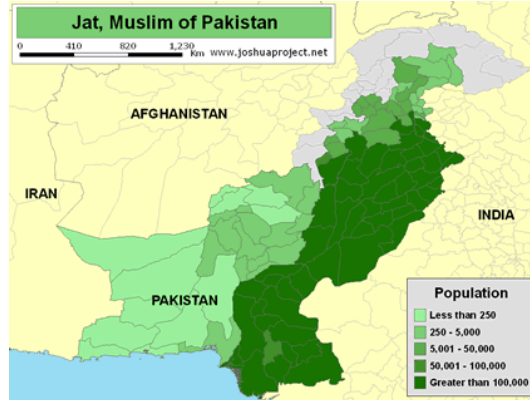 Jat, Muslim of Pakistan
0 410 820 1,230
Km www.joshuaproject.net
AFGHANISTAN
IRAN
INDIA
PAKISTAN
Population
Less than 250
250 - 5,000
5,001 - 50,000
50,001 - 100,000
Greater than 100,000